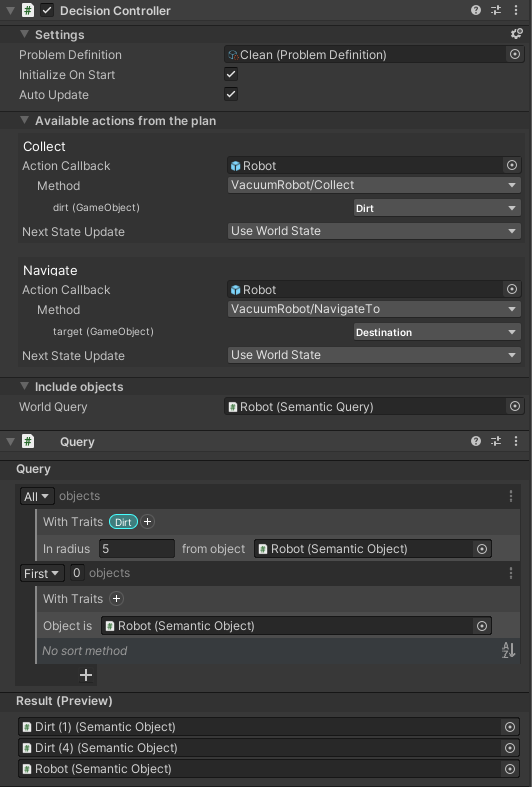 Decision Controller
Settings
Problem Definition Clean (Problem Definition)
Initialize On Start
Auto Update
Available actions from the plan
Collect
Action Callback Robot
Method VacuumRobot/Collect
dirt (GameObject) Dirt
Next State Update Use World State
Navigate
Action Callback Robot
Method VacuumRobot/NavigateTo
target (GameObject) Destination
Next State Update Use World State
Include objects
World Query Robot (Semantic Query)
Query
Query
All objects
With Traits Dirt
In radius 5 from object Robot (Semantic Object)
First 0 objects
With Traits
Object is Robot (Semantic Object)
No sort method
Result (Preview)
Dirt (1) (Semantic Object)
Dirt (4) (Semantic Object)
Robot (Semantic Object)